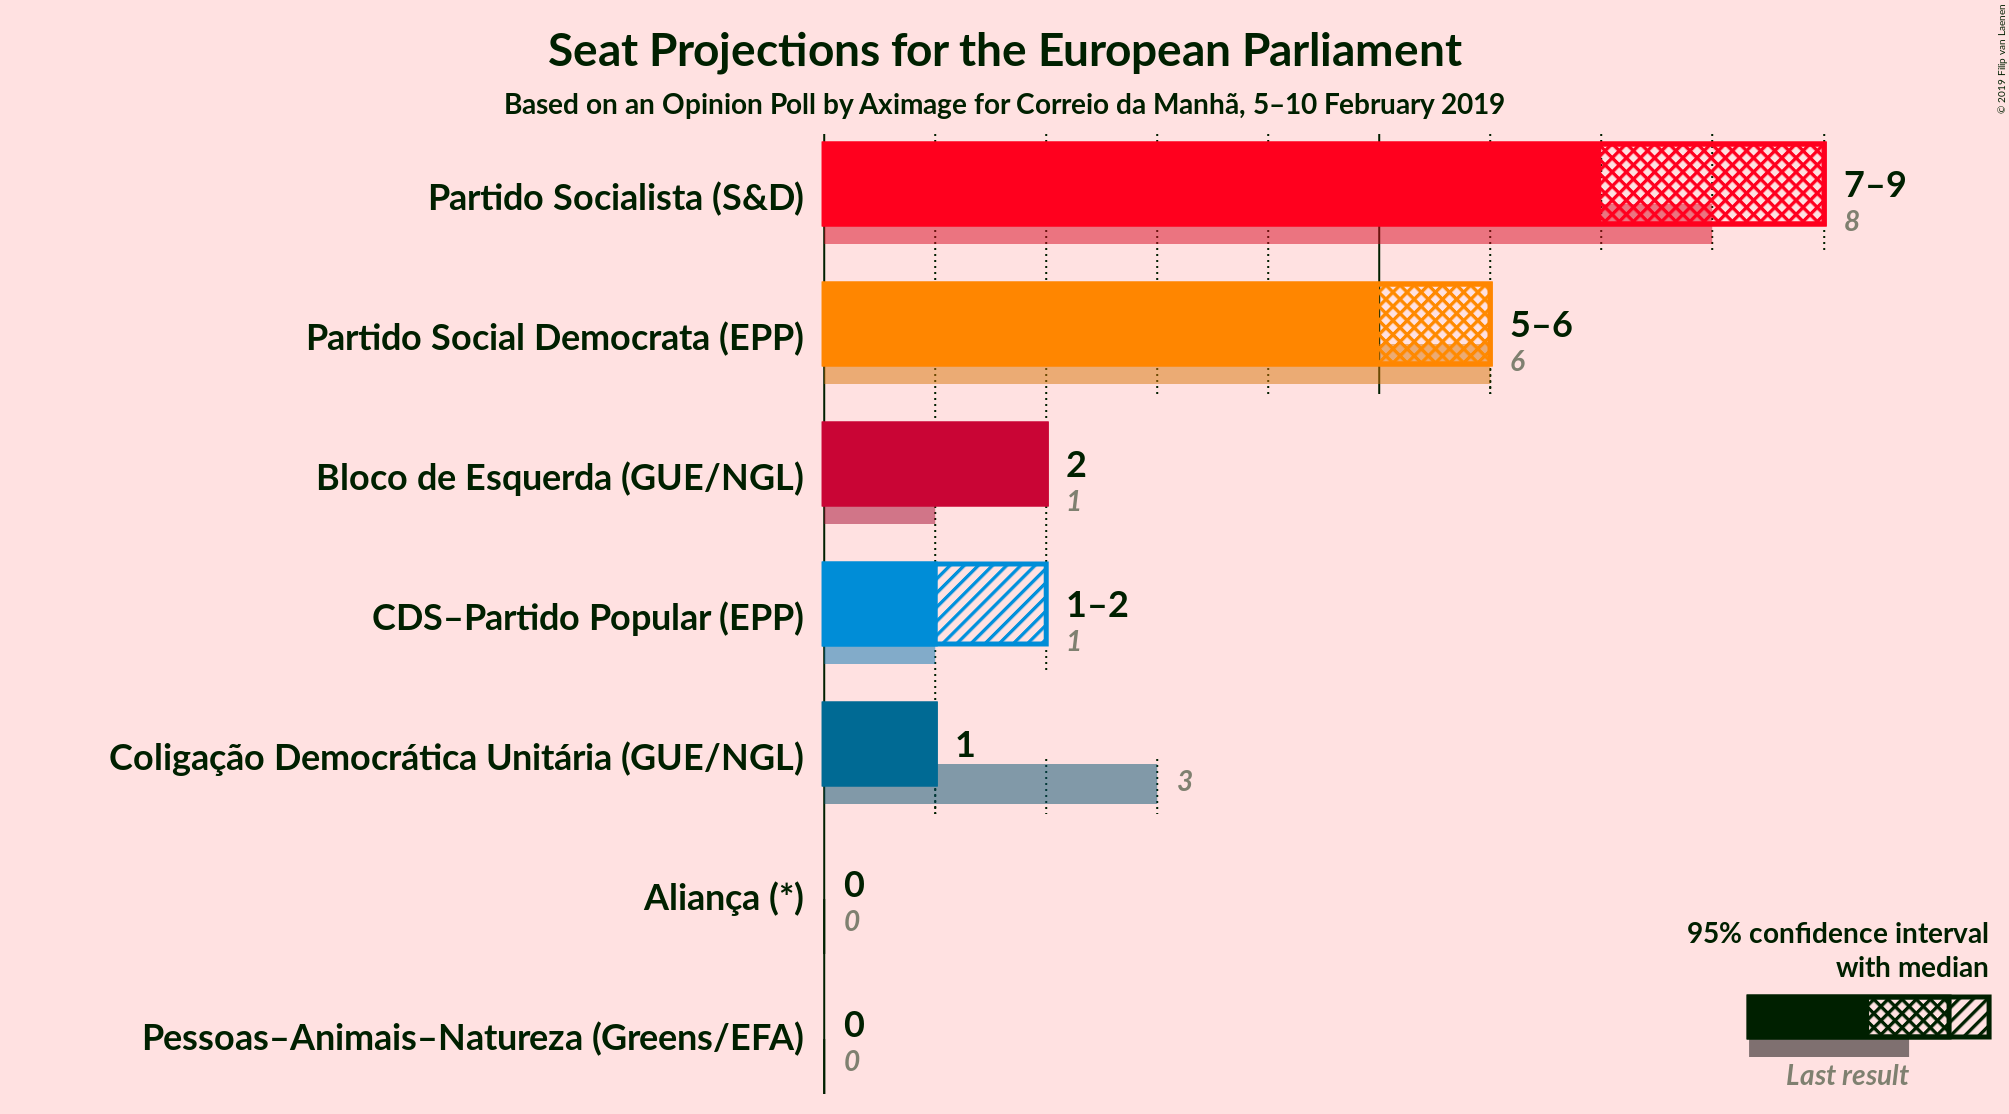 Seat Projections for the European Parliament
Based on an Opinion Poll by Aximage for Correio da Manhã, 5–10 February 2019
© 2019 Filip van Laenen
Partido Socialista (S&D)
7–9
8
Partido Social Democrata (EPP)
5–6
6
Bloco de Esquerda (GUE/NGL)
2
1
CDS–Partido Popular (EPP)
1–2
1
Coligação Democrática Unitária (GUE/NGL)
1
3
Aliança (*)
0
0
Pessoas–Animais–Natureza (Greens/EFA)
0
0
95% confidence interval
with median
Last result